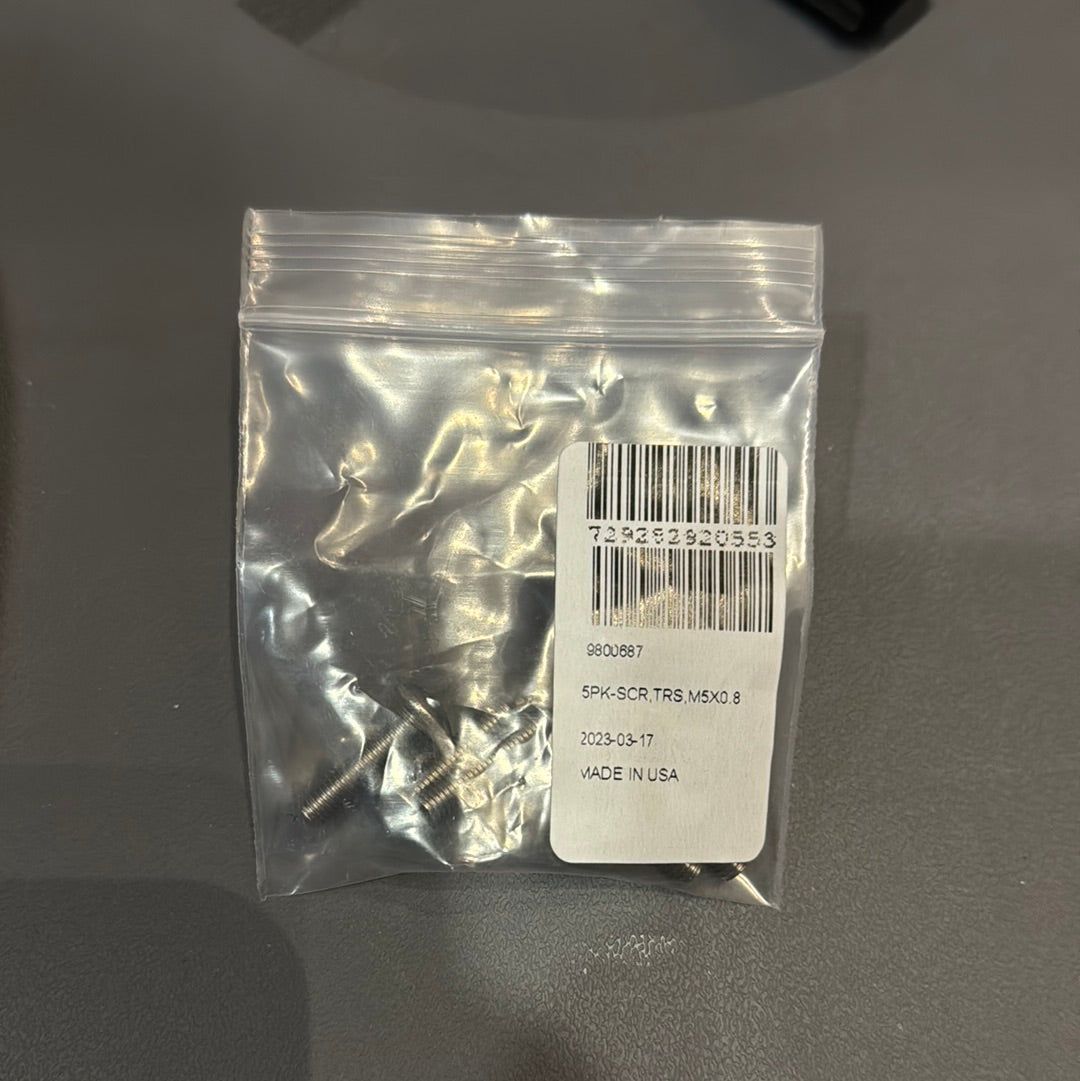 729282820553
9800687
5PK-SCR,TRS,M5X0.8
2023-03-17
MADE IN USA